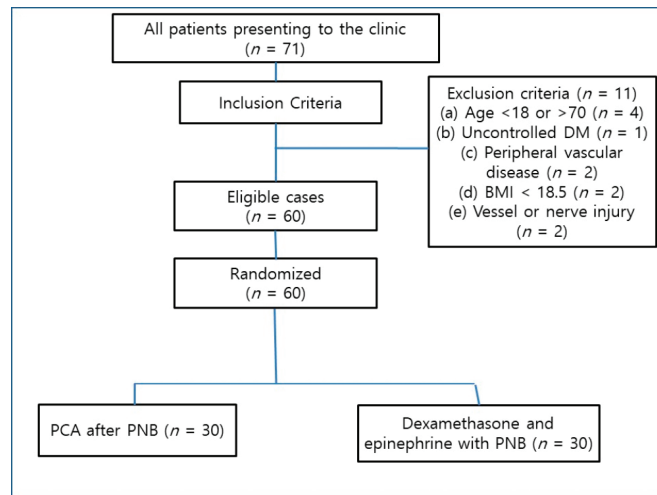 All patients presenting to the clinic
(n = 71)
Inclusion Criteria
Exclusion criteria (n = 11)
(a) Age <18 or >70 (n = 4)
(b) Uncontrolled DM (n = 1)
(c) Peripheral vascular
disease (n = 2)
(d) BMI < 18.5 (n = 2)
(e) Vessel or nerve injury
(n = 2)
Eligible cases
(n = 60)
Randomized
(n = 60)
PCA after PNB (n = 30)
Dexamethasone and
epinephrine with PNB (n = 30)